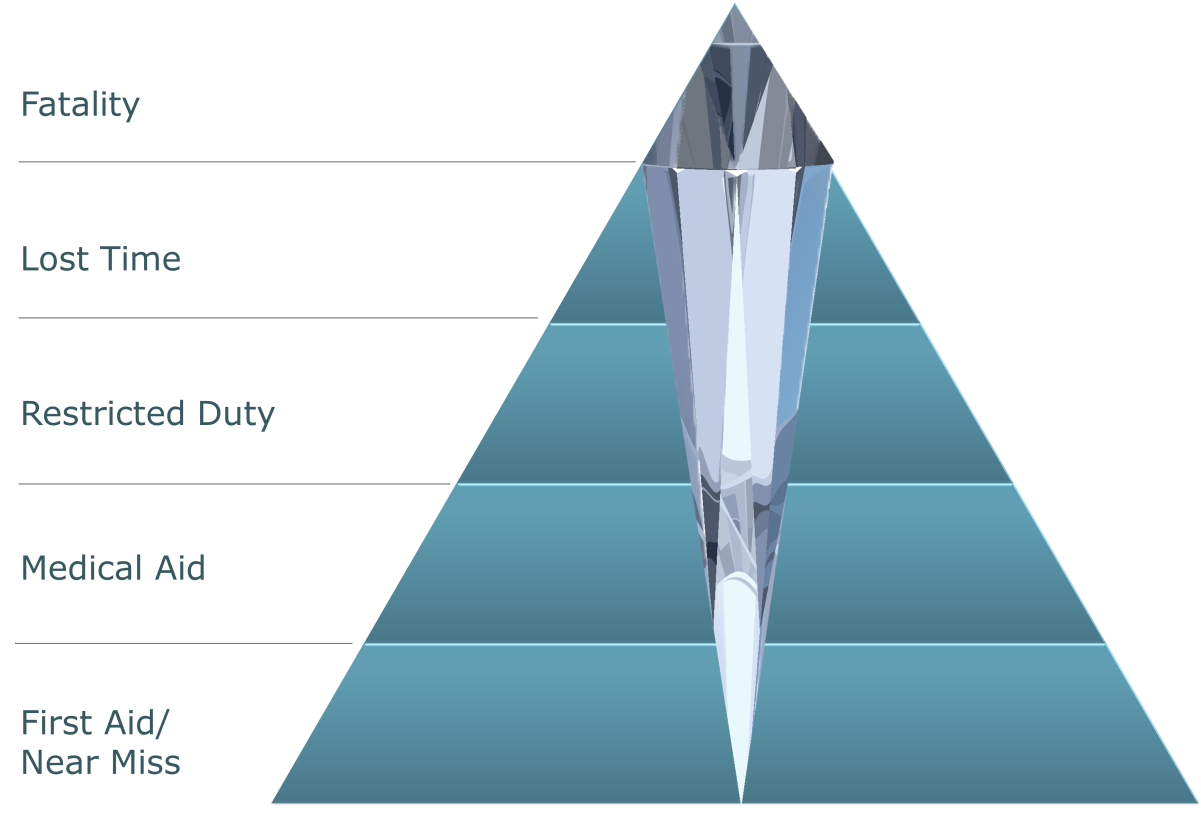 Fatality
Lost Time
Restricted Duty
Medical Aid
First Aid/
Near Miss